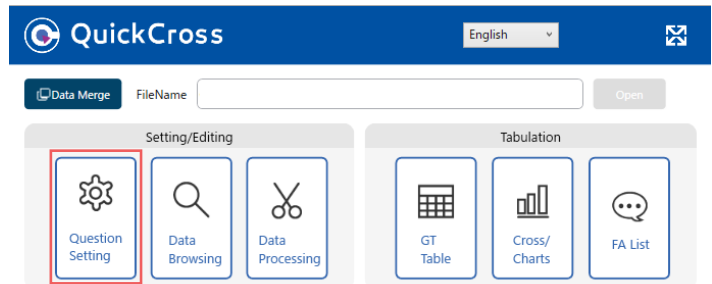 QuickCross
English
Data Merge
FileName
Open
Setting/Editing
Tabulation
Question
Setting
Data
Browsing
Data
Processing
GT
Table
Cross/
Charts
FA List